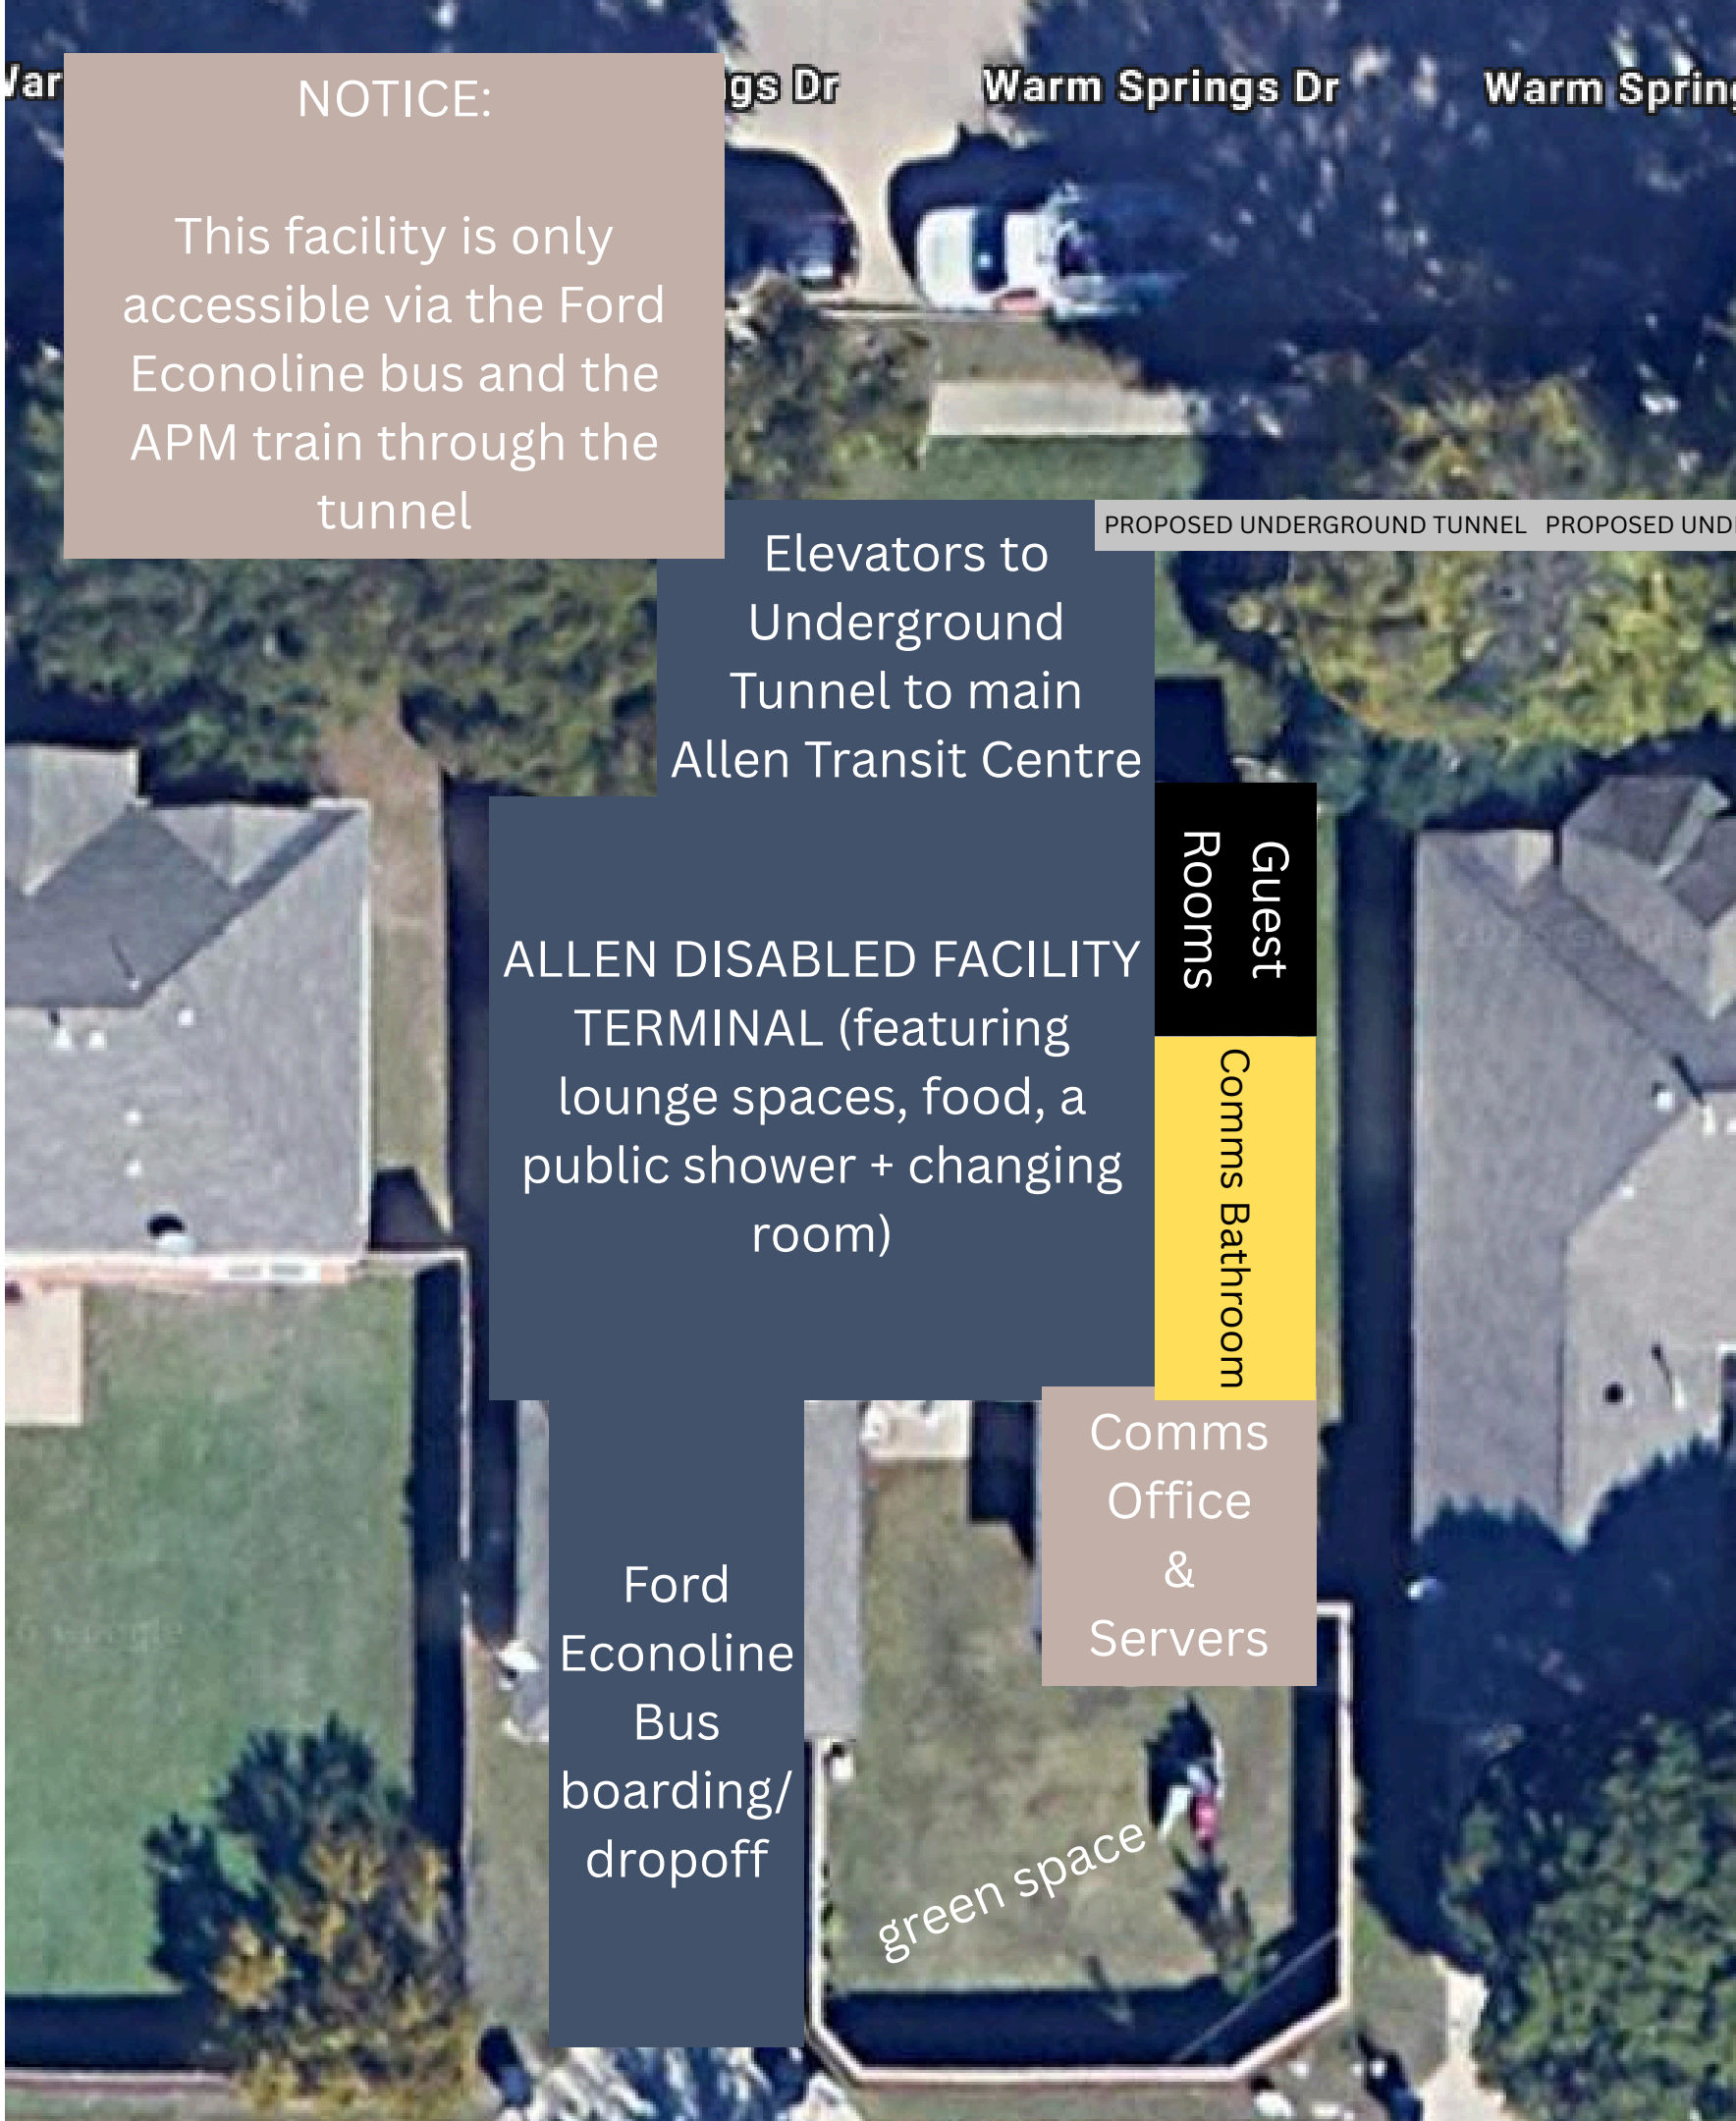 gs Dr
Warm Springs Dr
Warm Spring
NOTICE:
This facility is only
accessible via the Ford
Econoline bus and the
APM train through the
tunnel
PROPOSED UNDERGROUND TUNNEL PROPOSED UND
Elevators to
Underground
Tunnel to main
Allen Transit Centre
Guest
Rooms
ALLEN DISABLED FACILITY
TERMINAL (featuring
lounge spaces, food, a
public shower + changing
room)
Comms Bathroom
Comms
Office
&
Servers
Ford
Econoline
Bus
boarding/
dropoff
green space